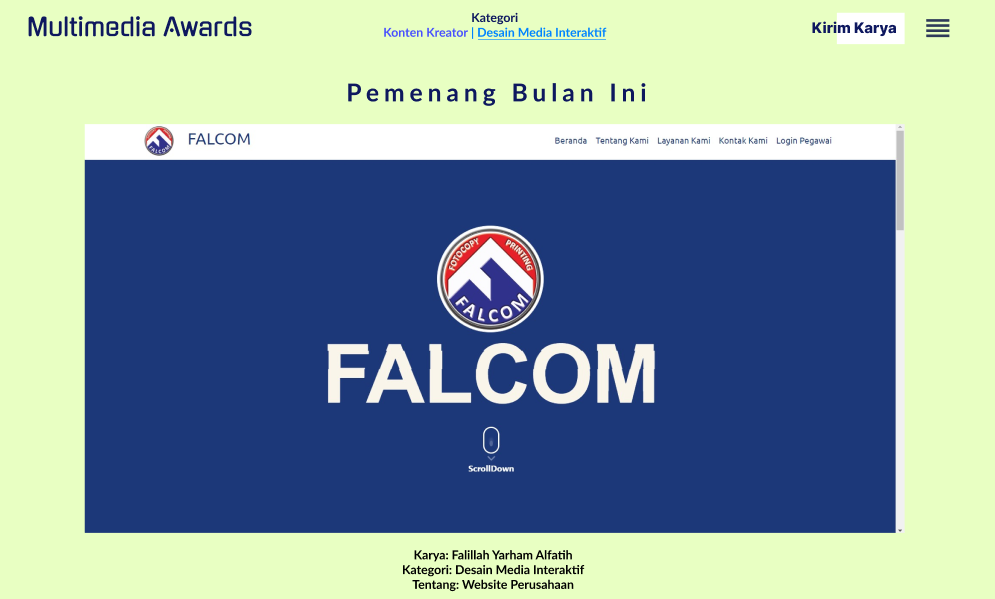 Multimedia Awards
Kategori
Konten Kreator | Desain Media Interaktif
Kirim Karya
Pemenang Bulan Ini
FALCOM
FALCOM
Beranda Tentang Kami Layanan Kami Kontak Kami Login Pegawai
FOTOCOPY PRINTING
FALCOM
FALCOM
ScrollDown
Karya: Falillah Yarham Alfatih
Kategori: Desain Media Interaktif
Tentang: Website Perusahaan